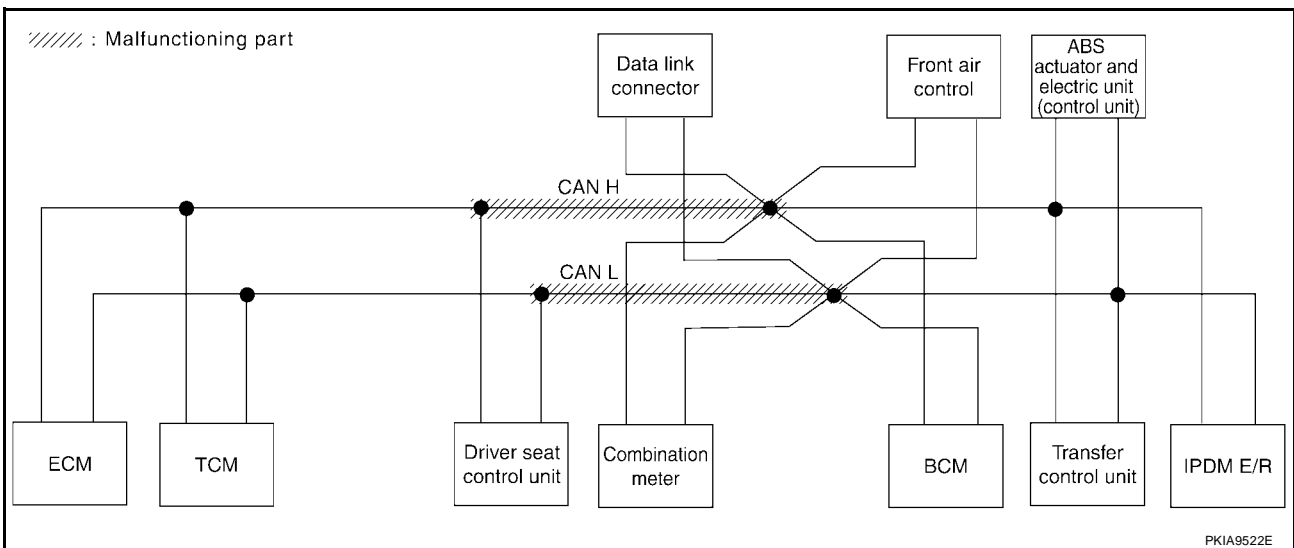 : Malfunctioning part
Data link
connector
Front air
control
ABS
actuator and
electric unit
(control unit)
CAN H
CAN L
ECM
TCM
Driver seat
control unit
Combination
meter
BCM
Transfer
control unit
IPDM E/R
PKIA9522E